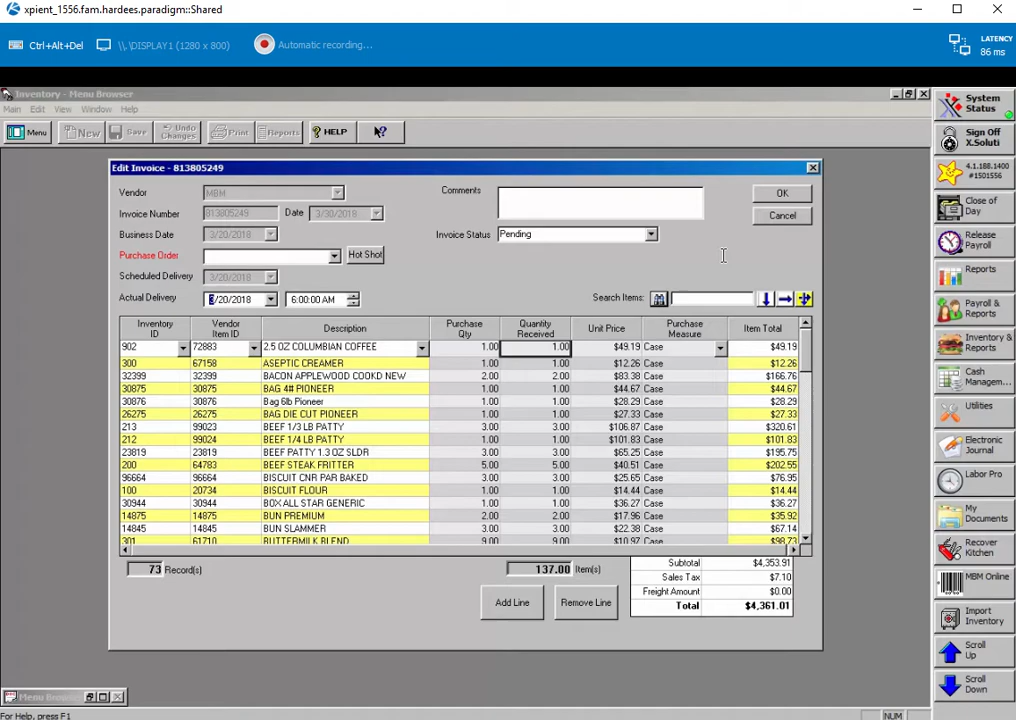 xpient_1556.fam.hardees.paradigm::Shared
Ctrl+Alt+Del
\\.\DISPLAY1 (1280 x 800)
Automatic recording...
LATENCY
86 ms
Inventory - Menu Browser
Main Edit View Window Help
Menu New Save Undo Changes Print Reports HELP
Edit Invoice - 813805249
Vendor MBM
Invoice Number 813805249 Date 3/30/2018
Business Date 3/20/2018
Purchase Order Hot Shot
Scheduled Delivery 3/20/2018
Actual Delivery 3/20/2018 6:00:00 AM
Comments
Invoice Status Pending
OK
Cancel
Search Items:
Inventory ID Vendor Item ID Description Purchase Qty Quantity Received Unit Price Purchase Measure Item Total
902 72883 2.5 OZ COLUMBIAN COFFEE 1.00 1.00 $49.19 Case $49.19
300 67158 ASEPTIC CREAMER 1.00 1.00 $12.26 Case $12.26
32399 32399 BACON APPLEWOOD COOKD NEW 2.00 2.00 $83.38 Case $166.76
30875 30875 BAG 4# PIONEER 1.00 1.00 $44.67 Case $44.67
30876 30876 Bag 6lb Pioneer 1.00 1.00 $28.29 Case $28.29
26275 26275 BAG DIE CUT PIONEER 1.00 1.00 $27.33 Case $27.33
213 99023 BEEF 1/3 LB PATTY 3.00 3.00 $106.87 Case $320.61
212 99024 BEEF 1/4 LB PATTY 1.00 1.00 $101.83 Case $101.83
23819 23819 BEEF PATTY 1.3 OZ SLDR 3.00 3.00 $65.25 Case $195.75
200 64783 BEEF STEAK FRITTER 5.00 5.00 $40.51 Case $202.55
96664 96664 BISCUIT CNR PAR BAKED 3.00 3.00 $25.65 Case $76.95
100 20734 BISCUIT FLOUR 1.00 1.00 $14.44 Case $14.44
30944 30944 BOX ALL STAR GENERIC 1.00 1.00 $36.27 Case $36.27
14875 14875 BUN PREMIUM 2.00 2.00 $17.96 Case $35.92
14845 14845 BUN SLAMMER 3.00 3.00 $22.38 Case $67.14
301 61710 BUTTERMILK BLEND 9.00 9.00 $10.97 Case $98.73
73 Record(s) 137.00 Item(s)
Subtotal $4,353.91
Sales Tax $7.10
Freight Amount $0.00
Total $4,361.01
Add Line Remove Line
System Status
Sign Off X.Soluti
4.1.188.1400 #1501556
Close of Day
Release Payroll
Reports
Payroll & Reports
Inventory & Reports
Cash Managem...
Utilities
Electronic Journal
Labor Pro
My Documents
Recover Kitchen
MBM Online
Import Inventory
Scroll Up
Scroll Down
Menu Browser
For Help, press F1
NUM